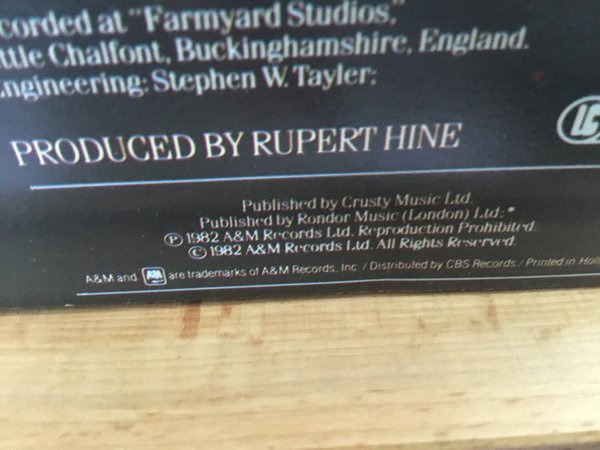 corded at "Farmyard Studios."
ttle Chalfont, Buckinghamshire, England.
ngineering: Stephen W. Tayler:
PRODUCED BY RUPERT HINE
LC
Published by Crusty Music Ltd.
Published by Rondor Music (London) Ltd:*
Ⓟ 1982 A&M Records Ltd. Reproduction Prohibited.
© 1982 A&M Records Ltd. All Rights Reserved.
A&M and A&M are trademarks of A&M Records, Inc / Distributed by CBS Records / Printed in Holl